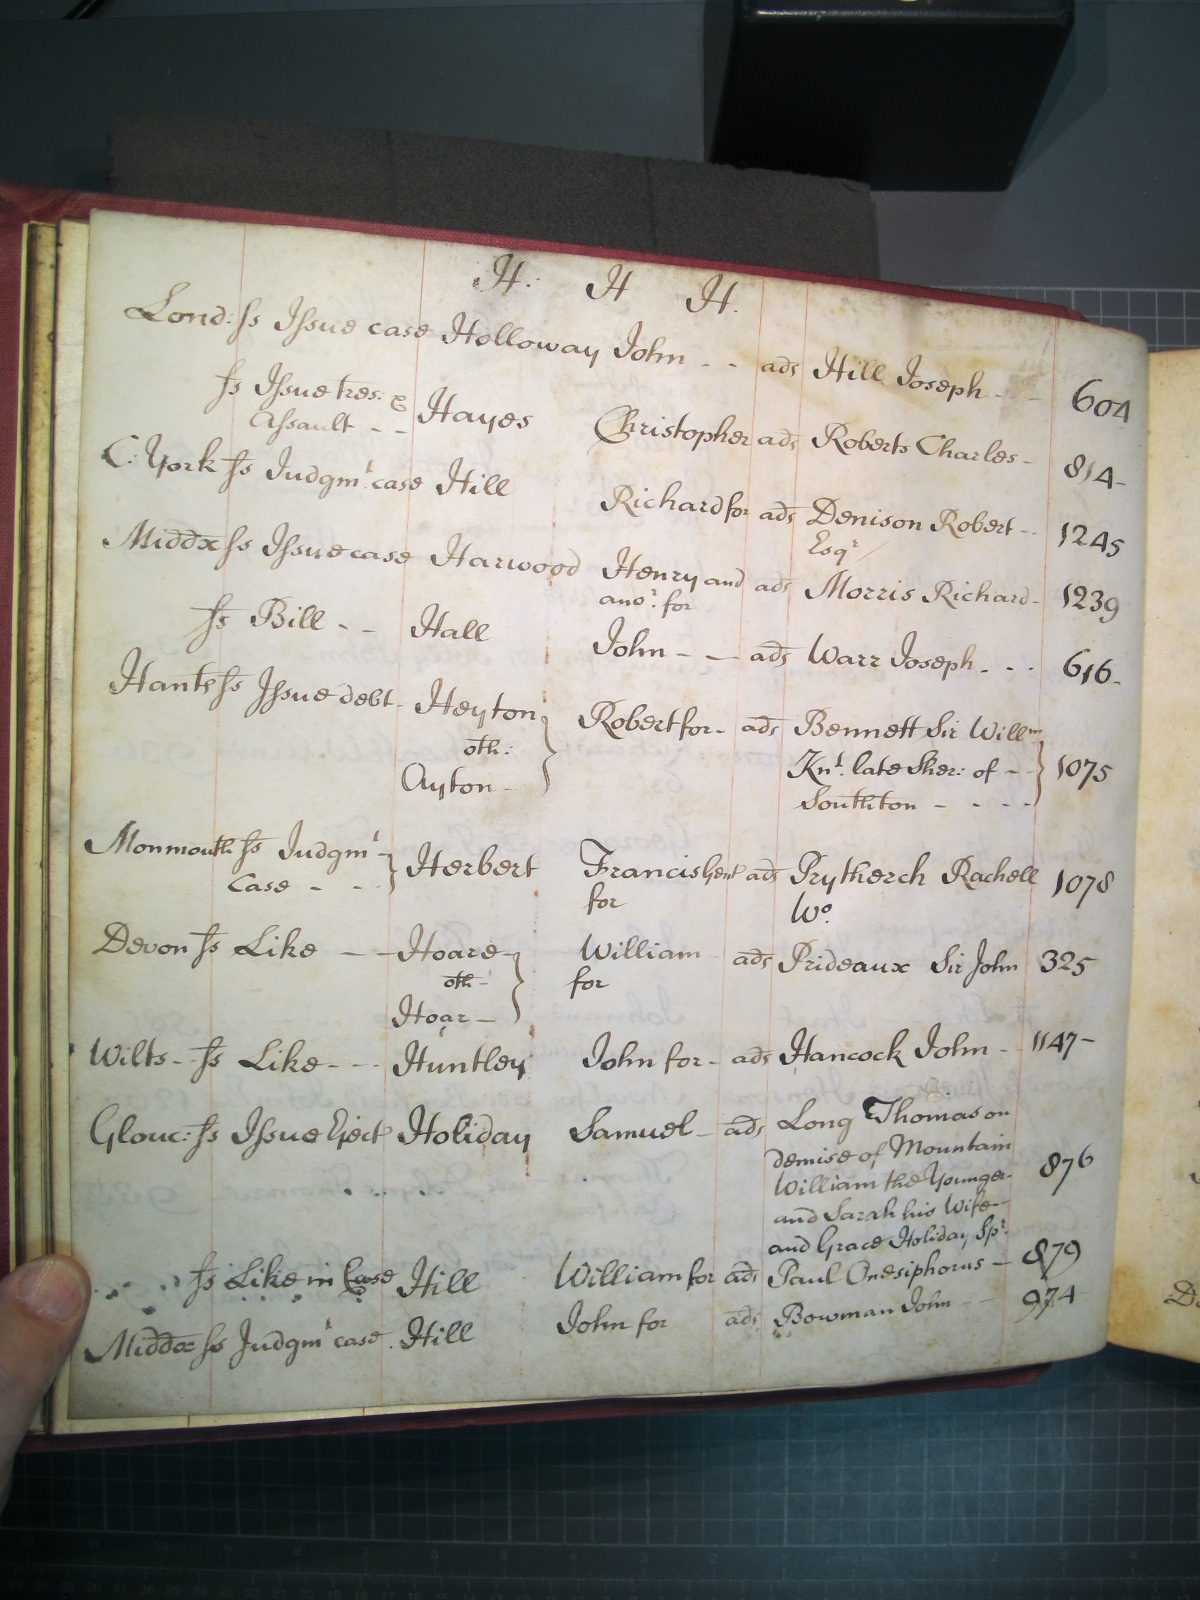 H. H H.
Lond: ss Issue case Holloway John - - ads Hill Joseph - - 604
ss Issue tres: & Hayes Christopher ads Roberts Charles - 814-
Assault - -
C: York ss Judgmt. case Hill Richard for ads Denison Robert - - 1245
Esqr
Middx ss Issue case Harwood Henry and ads Morris Richard - 1239
anor. for
ss Bill - - Hall John - - ads Warr Joseph - - - 616-
Hants ss Issue debt - Heyton Robert for - ads Bennett Sir Willm
oth: Knt. late Sher: of - - 1075
Ayton - Southton - - - -
Monmouth ss Judgmt - Herbert Francis gent ads Prytherch Rachell 1078
Case - - - for Wo.
Devon ss Like - - Hoare - William ads Prideaux Sir John 325
oth - for
Hoar -
Wilts - ss Like - - - Huntley John for - ads Hancock John - 1147-
Glouc: ss Issue Eject Holiday Samuel - ads Long Thomas on
demise of Mountain
William the Younger 876
and Sarah his Wife -
and Grace Holiday Spr.
ss Like in Case Hill William for ads Paul Onesiphorus - 879
Middx ss Judgmt case Hill John for ads Bowman John - - 974